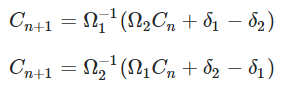 C_{n+1} = Ω_1^{-1}(Ω_2 C_n + δ_1 − δ_2)
C_{n+1} = Ω_2^{-1}(Ω_1 C_n + δ_2 − δ_1)